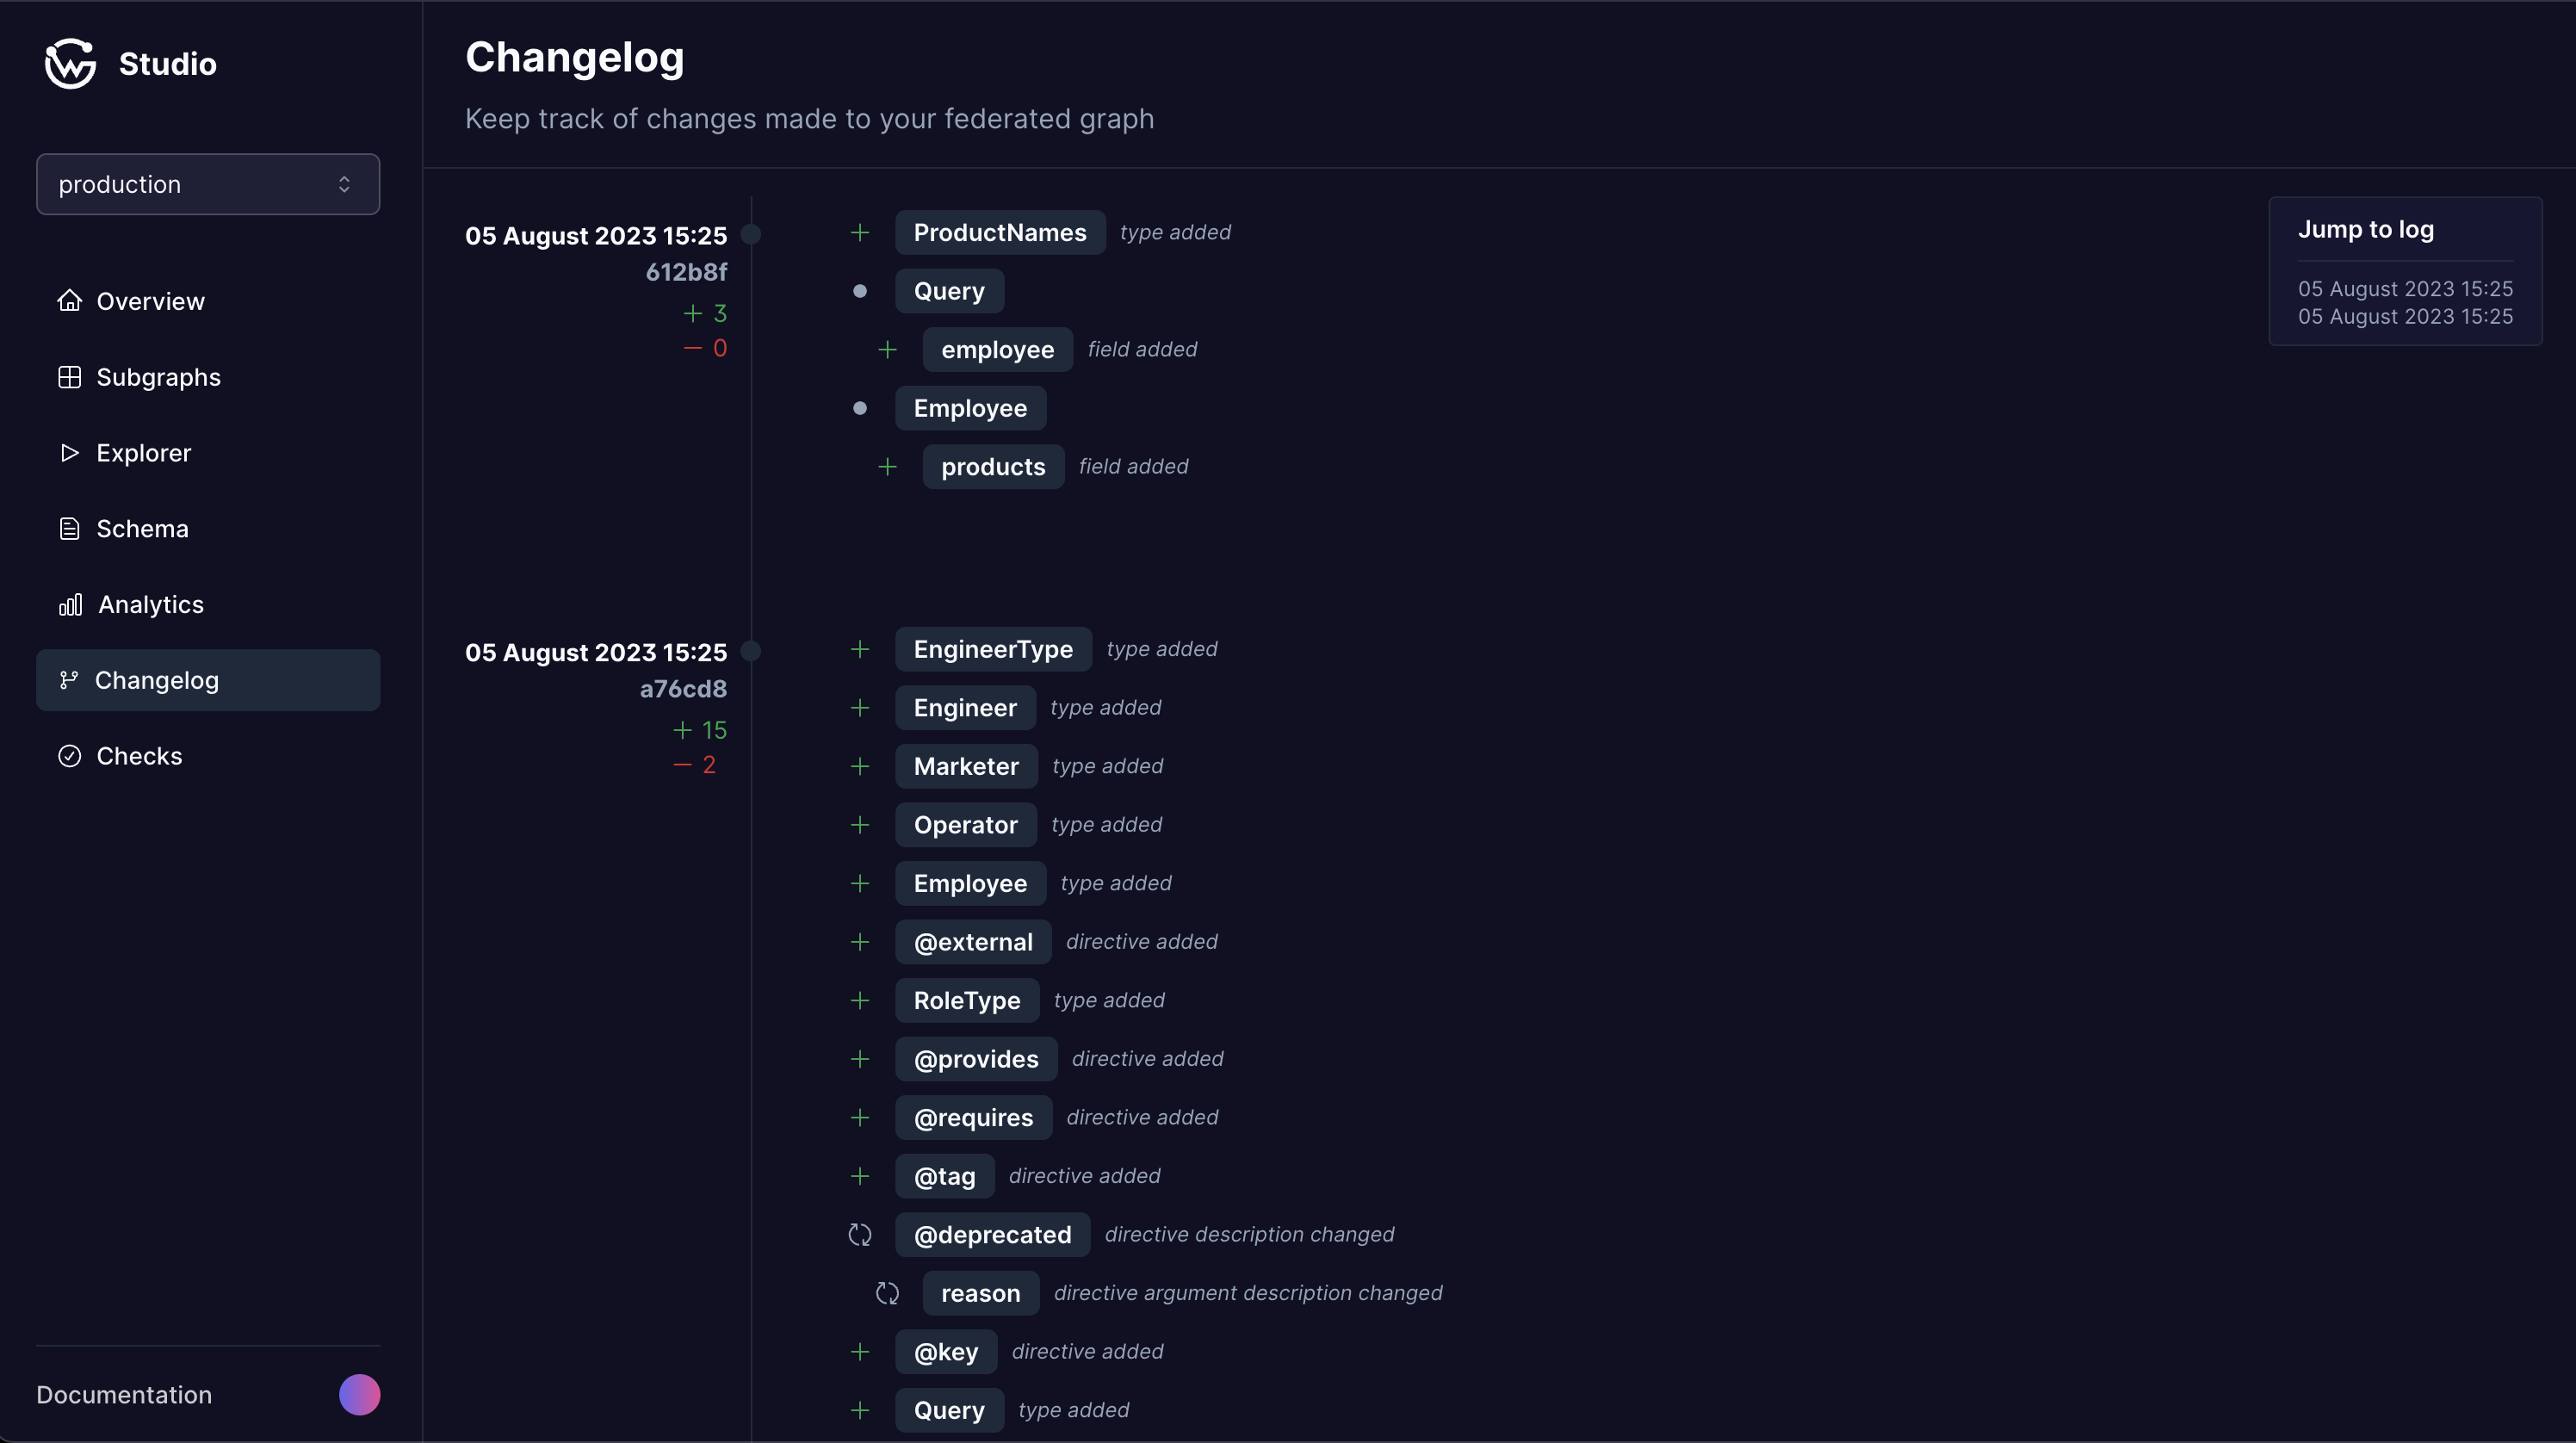 Studio
production
Overview
Subgraphs
Explorer
Schema
Analytics
Changelog
Checks
Documentation
Changelog
Keep track of changes made to your federated graph
05 August 2023 15:25
612b8f
+ 3
— 0
+ ProductNames type added
Query
+ employee field added
Employee
+ products field added
05 August 2023 15:25
a76cd8
+ 15
— 2
+ EngineerType type added
+ Engineer type added
+ Marketer type added
+ Operator type added
+ Employee type added
+ @external directive added
+ RoleType type added
+ @provides directive added
+ @requires directive added
+ @tag directive added
@deprecated directive description changed
reason directive argument description changed
+ @key directive added
+ Query type added
Jump to log
05 August 2023 15:25
05 August 2023 15:25